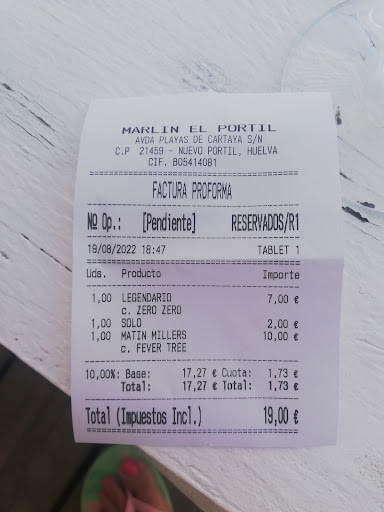 MARLIN EL PORTIL
AVDA PLAYAS DE CARTAYA S/N
C.P 21459 - NUEVO PORTIL, HUELVA
CIF. B05414081
FACTURA PROFORMA
Nº Op.: [Pendiente] RESERVADOS/R1
19/08/2022 18:47 TABLET 1
Uds. Producto Importe
1,00 LEGENDARIO 7,00 €
c. ZERO ZERO
1,00 SOLO 2,00 €
1,00 MATIN MILLERS 10,00 €
c. FEVER TREE
10,00%: Base: 17,27 € Cuota: 1,73 €
Total: 17,27 € Total: 1,73 €
Total (Impuestos Incl.) 19,00 €